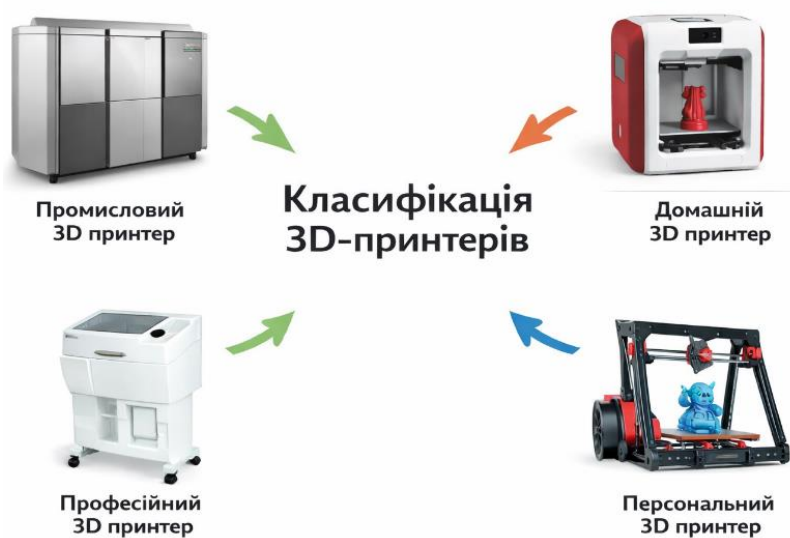 Промисловий
3D принтер
Класифікація
3D-принтерів
Домашній
3D принтер
Професійний
3D принтер
Персональний
3D принтер